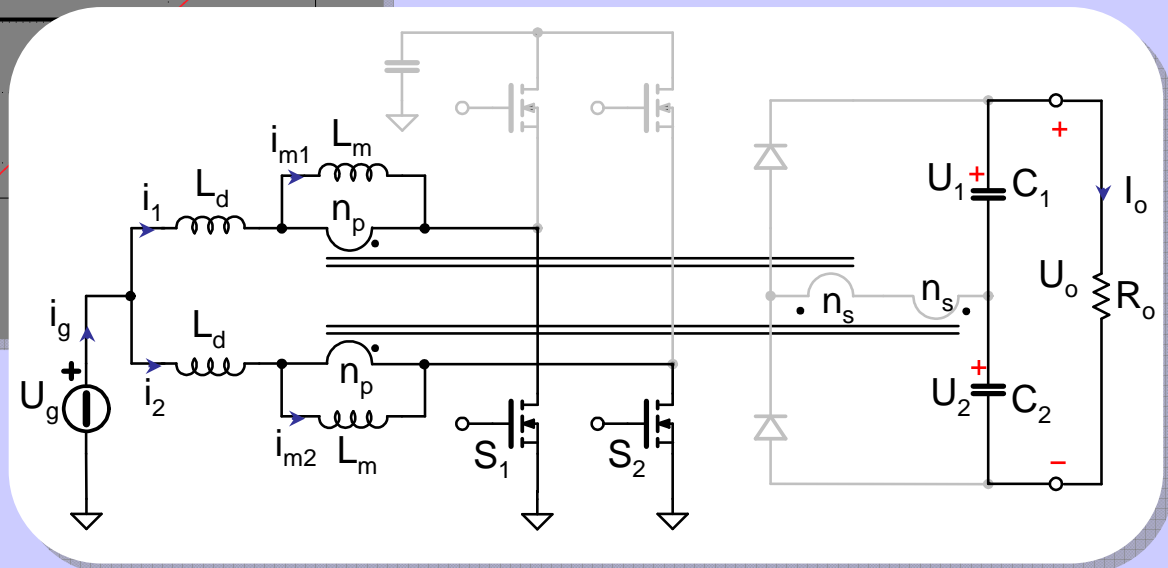 i_m1 L_m
i_1 L_d n_p
i_g
L_d
U_g + i_2 n_p
i_m2 L_m
S_1 S_2
n_s n_s
U_1 + C_1
U_2 + C_2
+
I_o
U_o R_o
−